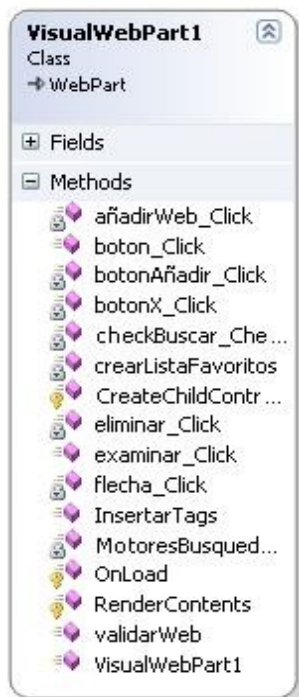 VisualWebPart1
Class
WebPart
Fields
Methods
añadirWeb_Click
boton_Click
botonAñadir_Click
botonX_Click
checkBuscar_Che...
crearListaFavoritos
CreateChildContr...
eliminar_Click
examinar_Click
flecha_Click
InsertarTags
MotoresBusqued...
OnLoad
RenderContents
validarWeb
VisualWebPart1